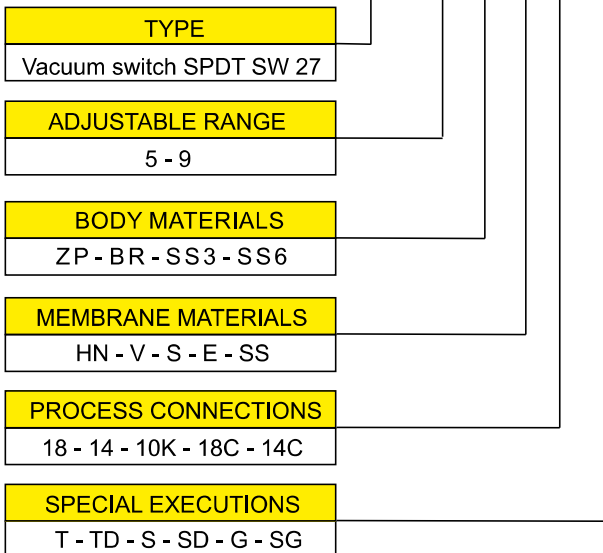 TYPE
Vacuum switch SPDT SW 27
ADJUSTABLE RANGE
5 - 9
BODY MATERIALS
ZP - BR - SS3 - SS6
MEMBRANE MATERIALS
HN - V - S - E - SS
PROCESS CONNECTIONS
18 - 14 - 10K - 18C - 14C
SPECIAL EXECUTIONS
T - TD - S - SD - G - SG